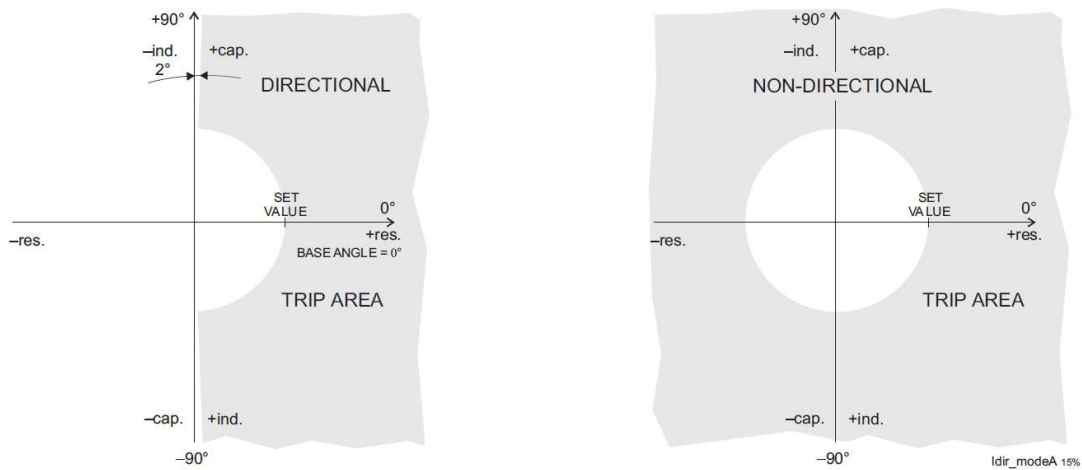 +90°
–ind. +cap.
2°
DIRECTIONAL
SET
VALUE
0°
–res.
+res.
BASE ANGLE = 0°
TRIP AREA
–cap. +ind.
–90°
+90°
–ind. +cap.
NON-DIRECTIONAL
SET
VALUE
0°
–res.
+res.
TRIP AREA
–cap. +ind.
–90°
Idir_modeA 15%